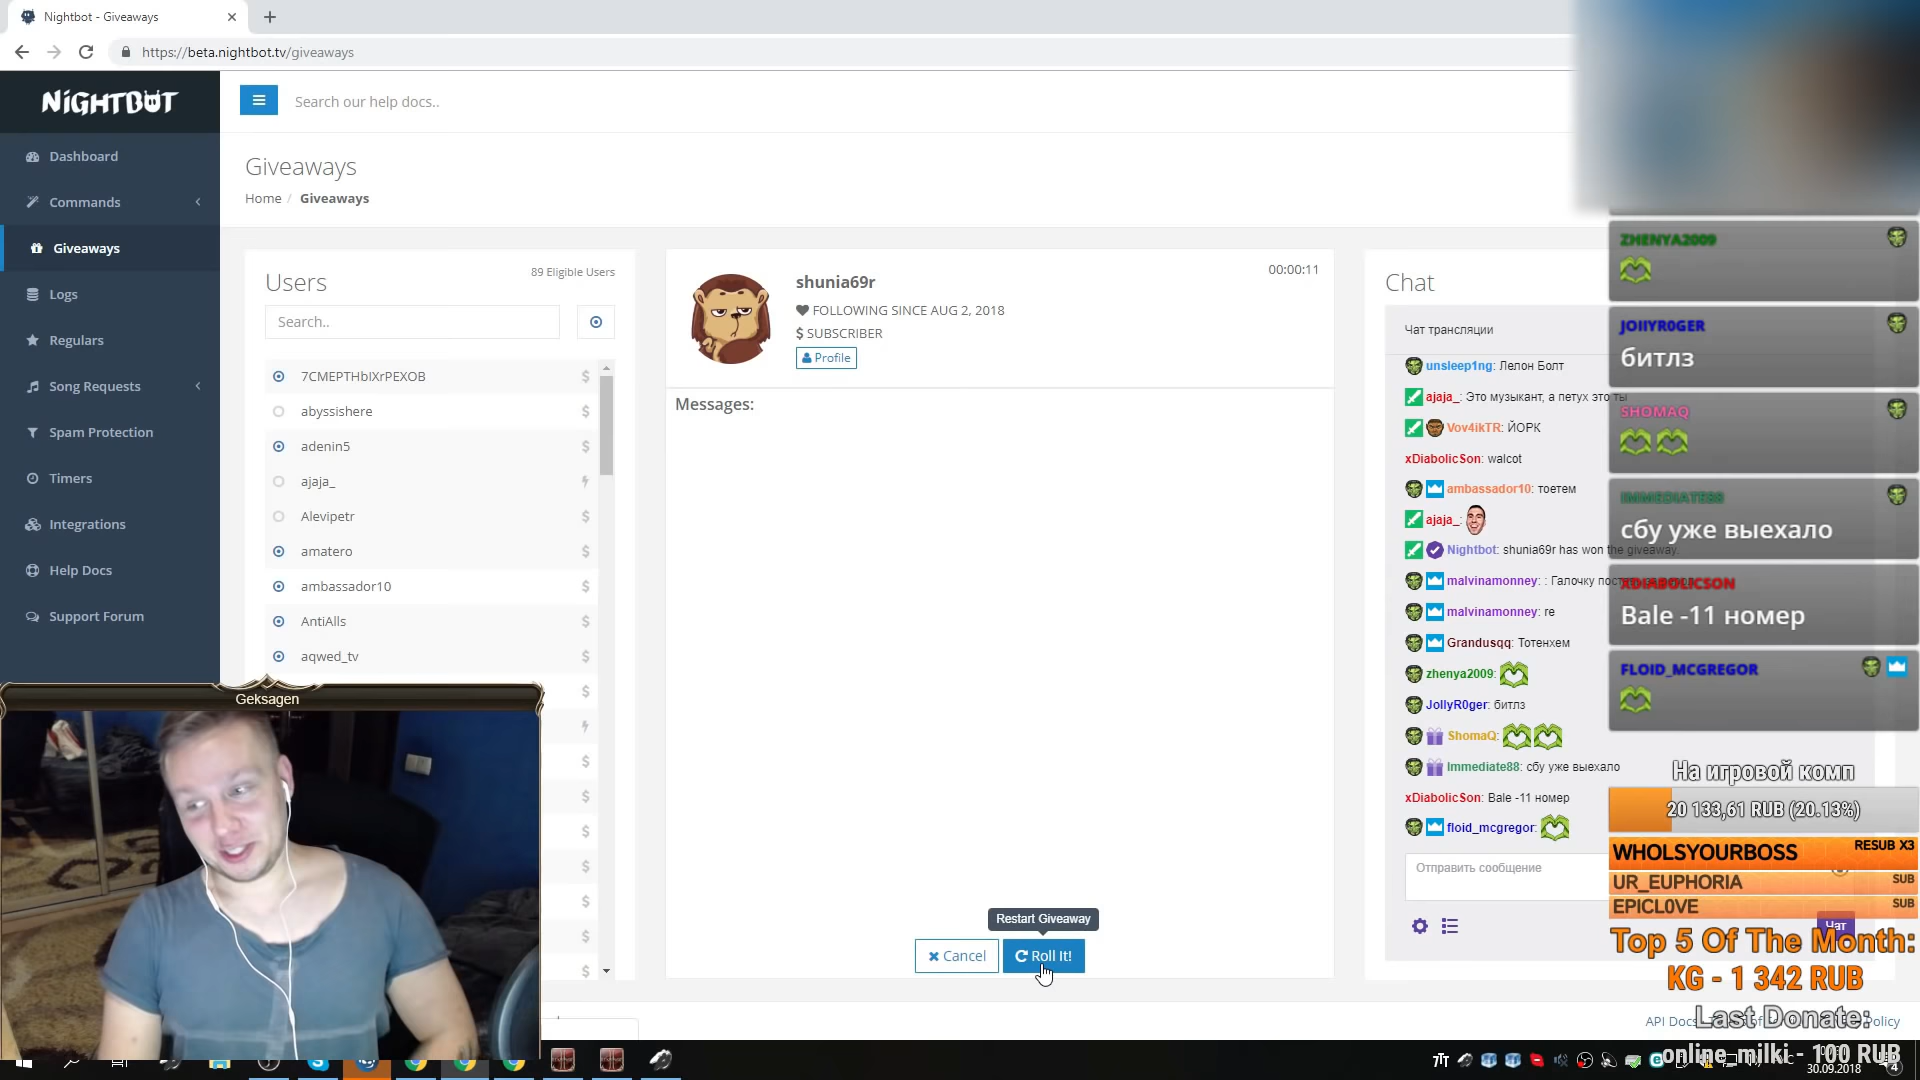 Nightbot - Giveaways
https://beta.nightbot.tv/giveaways
NIGHTBOT
Search our help docs..
Dashboard
Commands
Giveaways
Logs
Regulars
Song Requests
Spam Protection
Timers
Integrations
Help Docs
Support Forum
Giveaways
Home / Giveaways
Users
89 Eligible Users
Search..
7CMEPTHbIXrPEXOB
abyssishere
adenin5
ajaja_
Alevipetr
amatero
ambassador10
AntiAlls
aqwed_tv
Geksagen
shunia69r
00:00:11
FOLLOWING SINCE AUG 2, 2018
$ SUBSCRIBER
Profile
Messages:
Restart Giveaway
Cancel
Roll It!
Chat
Чат трансляции
unsleep1ng: Лелон Болт
ajaja_: Это музыкант, а петух это ты
Vov4ikTR: ЙОРК
xDiabolicSon: walcot
ambassador10: тоетем
ajaja_:
Nightbot: shunia69r has won the giveaway.
malvinamonney: : Галочку
malvinamonney: re
Grandusqq: Тотенхем
zhenya2009:
JollyR0ger: битлз
ShomaQ:
Immediate88: сбу уже выехало
xDiabolicSon: Bale -11 номер
floid_mcgregor:
Отправить сообщение
Чат
ZHENYA2009
JOllYR0GER
битлз
SHOMAQ
IMMEDIATE88
сбу уже выехало
XDIABOLICSON
Bale -11 номер
FLOID_MCGREGOR
На игровой комп
20 133,61 RUB (20.13%)
WHOLSYOURBOSS RESUB X3
UR_EUPHORIA SUB
EPICL0VE SUB
Top 5 Of The Month:
KG - 1 342 RUB
Last Donate:
online_milki - 100 RUB
API Docs
Policy
30.09.2018